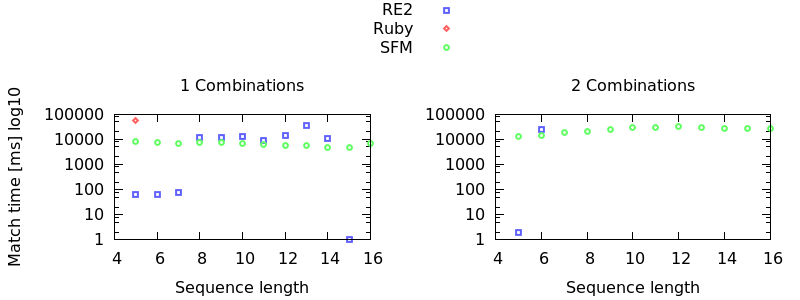 RE2
Ruby
SFM
1 Combinations
2 Combinations
Match time [ms] log10
100000
10000
1000
100
10
1
4 6 8 10 12 14 16
Sequence length
100000
10000
1000
100
10
1
4 6 8 10 12 14 16
Sequence length